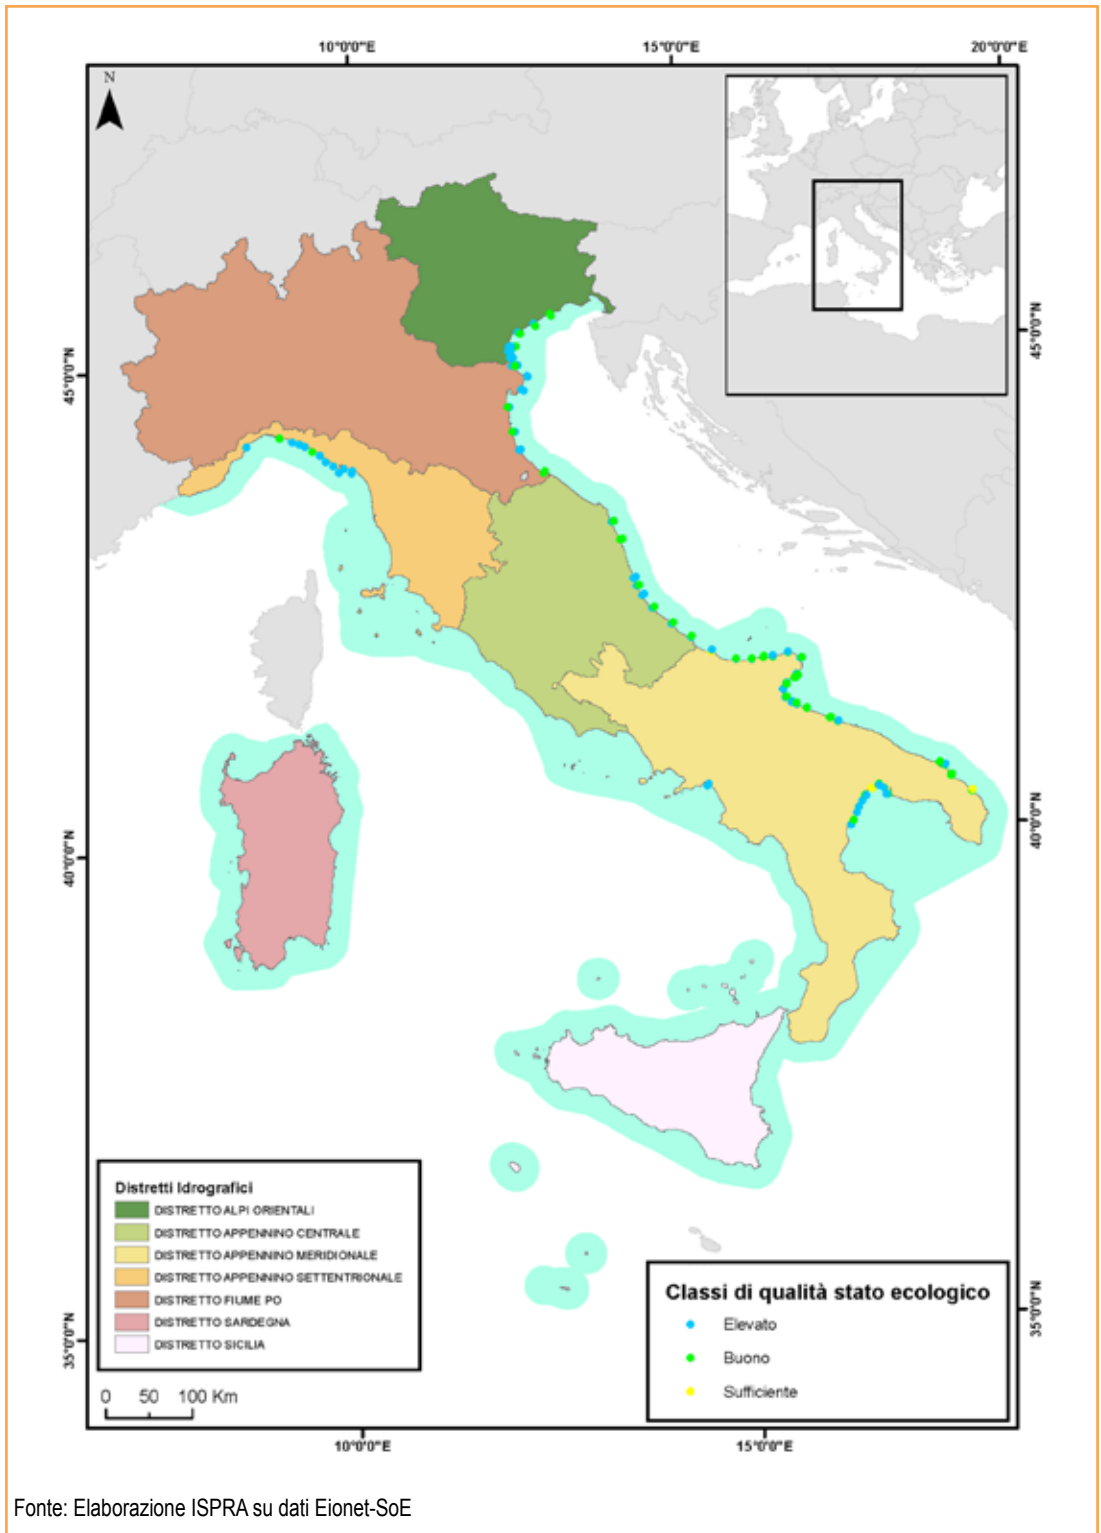 10°0'0"E 15°0'0"E 20°0'0"E
N
45°0'0"N
45°0'0"N
40°0'0"N
40°0'0"N
35°0'0"N
35°0'0"N
Distretti Idrografici
DISTRETTO ALPI ORIENTALI
DISTRETTO APPENNINO CENTRALE
DISTRETTO APPENNINO MERIDIONALE
DISTRETTO APPENNINO SETTENTRIONALE
DISTRETTO FIUME PO
DISTRETTO SARDEGNA
DISTRETTO SICILIA
0 50 100 Km
Classi di qualità stato ecologico
Elevato
Buono
Sufficiente
10°0'0"E 15°0'0"E
Fonte: Elaborazione ISPRA su dati Eionet-SoE